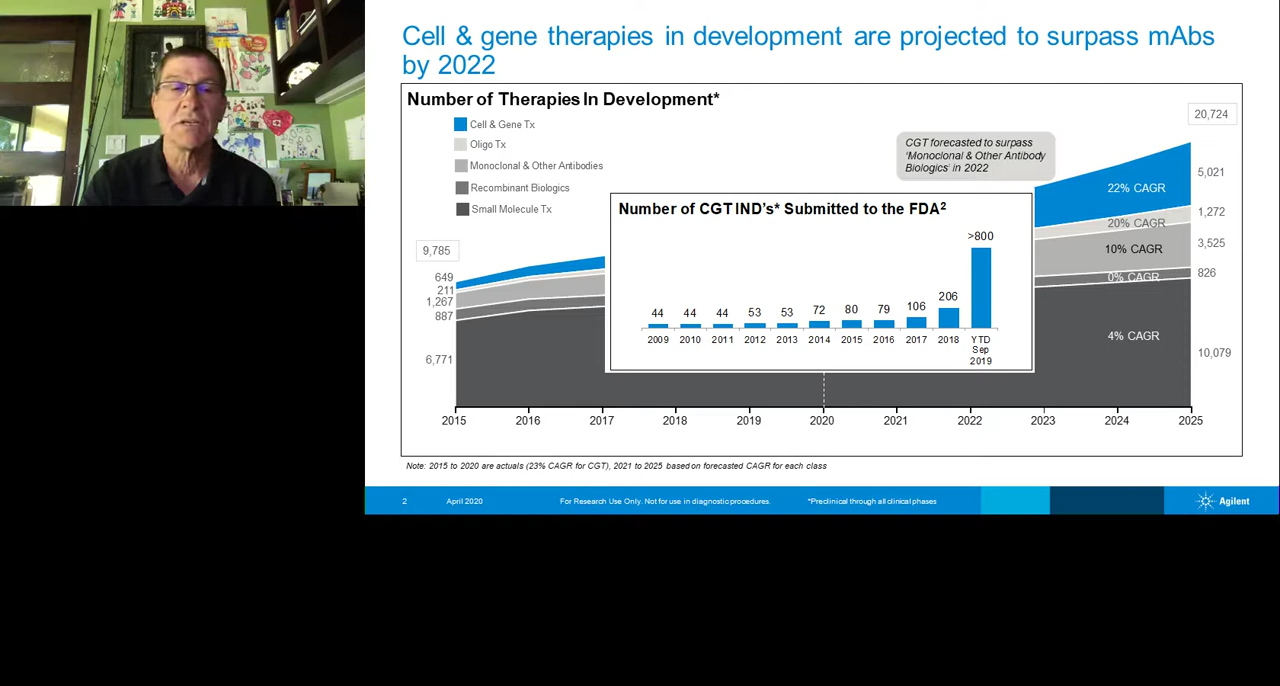 Cell & gene therapies in development are projected to surpass mAbs
by 2022
Number of Therapies In Development*
Cell & Gene Tx
Oligo Tx
Monoclonal & Other Antibodies
Recombinant Biologics
Small Molecule Tx
9,785
649
211
1,267
887
6,771
CGT forecasted to surpass
‘Monoclonal & Other Antibody
Biologics’ in 2022
20,724
5,021
1,272
3,525
826
10,079
22% CAGR
20% CAGR
10% CAGR
0% CAGR
4% CAGR
Number of CGT IND’s* Submitted to the FDA2
44 44 44 53 53 72 80 79 106 206 >800
2009 2010 2011 2012 2013 2014 2015 2016 2017 2018 YTD
Sep
2019
2015 2016 2017 2018 2019 2020 2021 2022 2023 2024 2025
Note: 2015 to 2020 are actuals (23% CAGR for CGT), 2021 to 2025 based on forecasted CAGR for each class
2 April 2020 For Research Use Only. Not for use in diagnostic procedures. *Preclinical through all clinical phases Agilent